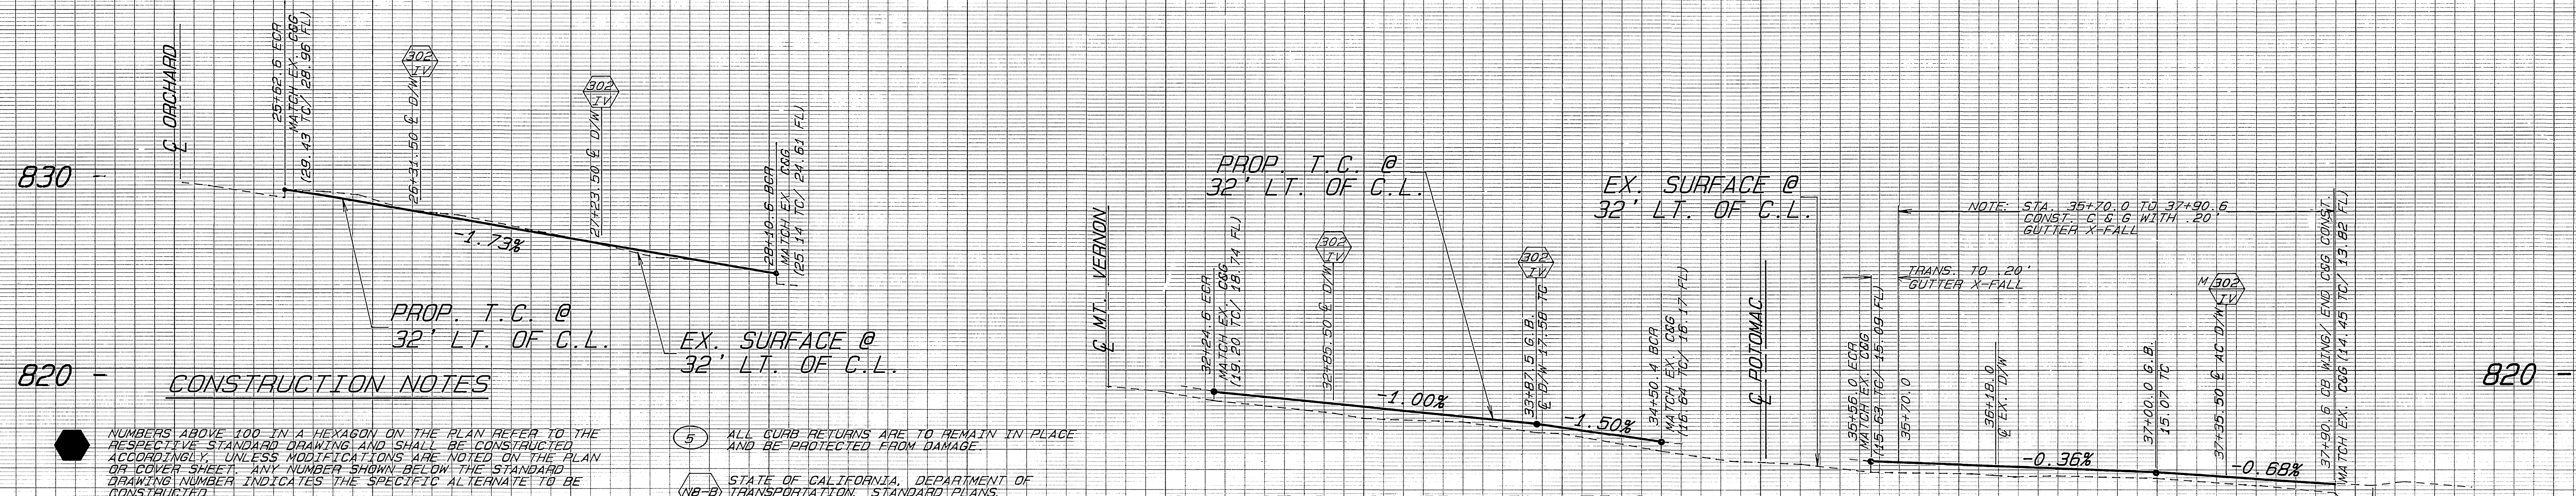 ℄ ORCHARD
25+62.6 ECR
MATCH EX. C&G
(29.43 TC/ 28.96 FL)
302
IV
26+31.50 ℄ D/W
302
IV
27+23.50 ℄ D/W
28+10.6 BCR
MATCH EX. C&G
(25.14 TC/ 24.61 FL)
830 -
-1.73%
PROP. T.C. @
32' LT. OF C.L.
EX. SURFACE @
32' LT. OF C.L.
820 -
CONSTRUCTION NOTES
NUMBERS ABOVE 100 IN A HEXAGON ON THE PLAN REFER TO THE
RESPECTIVE STANDARD DRAWING AND SHALL BE CONSTRUCTED
ACCORDINGLY, UNLESS MODIFICATIONS ARE NOTED ON THE PLAN
OR COVER SHEET. ANY NUMBER SHOWN BELOW THE STANDARD
DRAWING NUMBER INDICATES THE SPECIFIC ALTERNATE TO BE
CONSTRUCTED
5
ALL CURB RETURNS ARE TO REMAIN IN PLACE
AND BE PROTECTED FROM DAMAGE.
NB-B
STATE OF CALIFORNIA, DEPARTMENT OF
TRANSPORTATION, STANDARD PLANS.
℄ MT. VERNON
32+24.6 ECR
MATCH EX. C&G
(19.20 TC/ 18.74 FL)
302
IV
32+85.50 ℄ D/W
PROP. T.C. @
32' LT. OF C.L.
-1.00%
302
IV
33+87.5 G.B.
℄ D/W 17.58 TC
-1.50%
34+50.4 BCR
MATCH EX. C&G
(16.64 TC/ 16.17 FL)
EX. SURFACE @
32' LT. OF C.L.
℄ POTOMAC
NOTE: STA. 35+70.0 TO 37+90.6
CONST. C & G WITH .20'
GUTTER X-FALL
TRANS. TO .20'
GUTTER X-FALL
35+56.0 ECR
MATCH EX. C&G
(15.63 TC/ 15.09 FL)
35+70.0
36+18.0
℄ EX. D/W
-0.36%
37+00.0 G.B.
15.07 TC
M 302
IV
37+35.50 ℄ AC D/W
-0.68%
37+90.6 CB WING/ END C&G CONST.
MATCH EX. C&G (14.45 TC/ 13.82 FL)
820 -